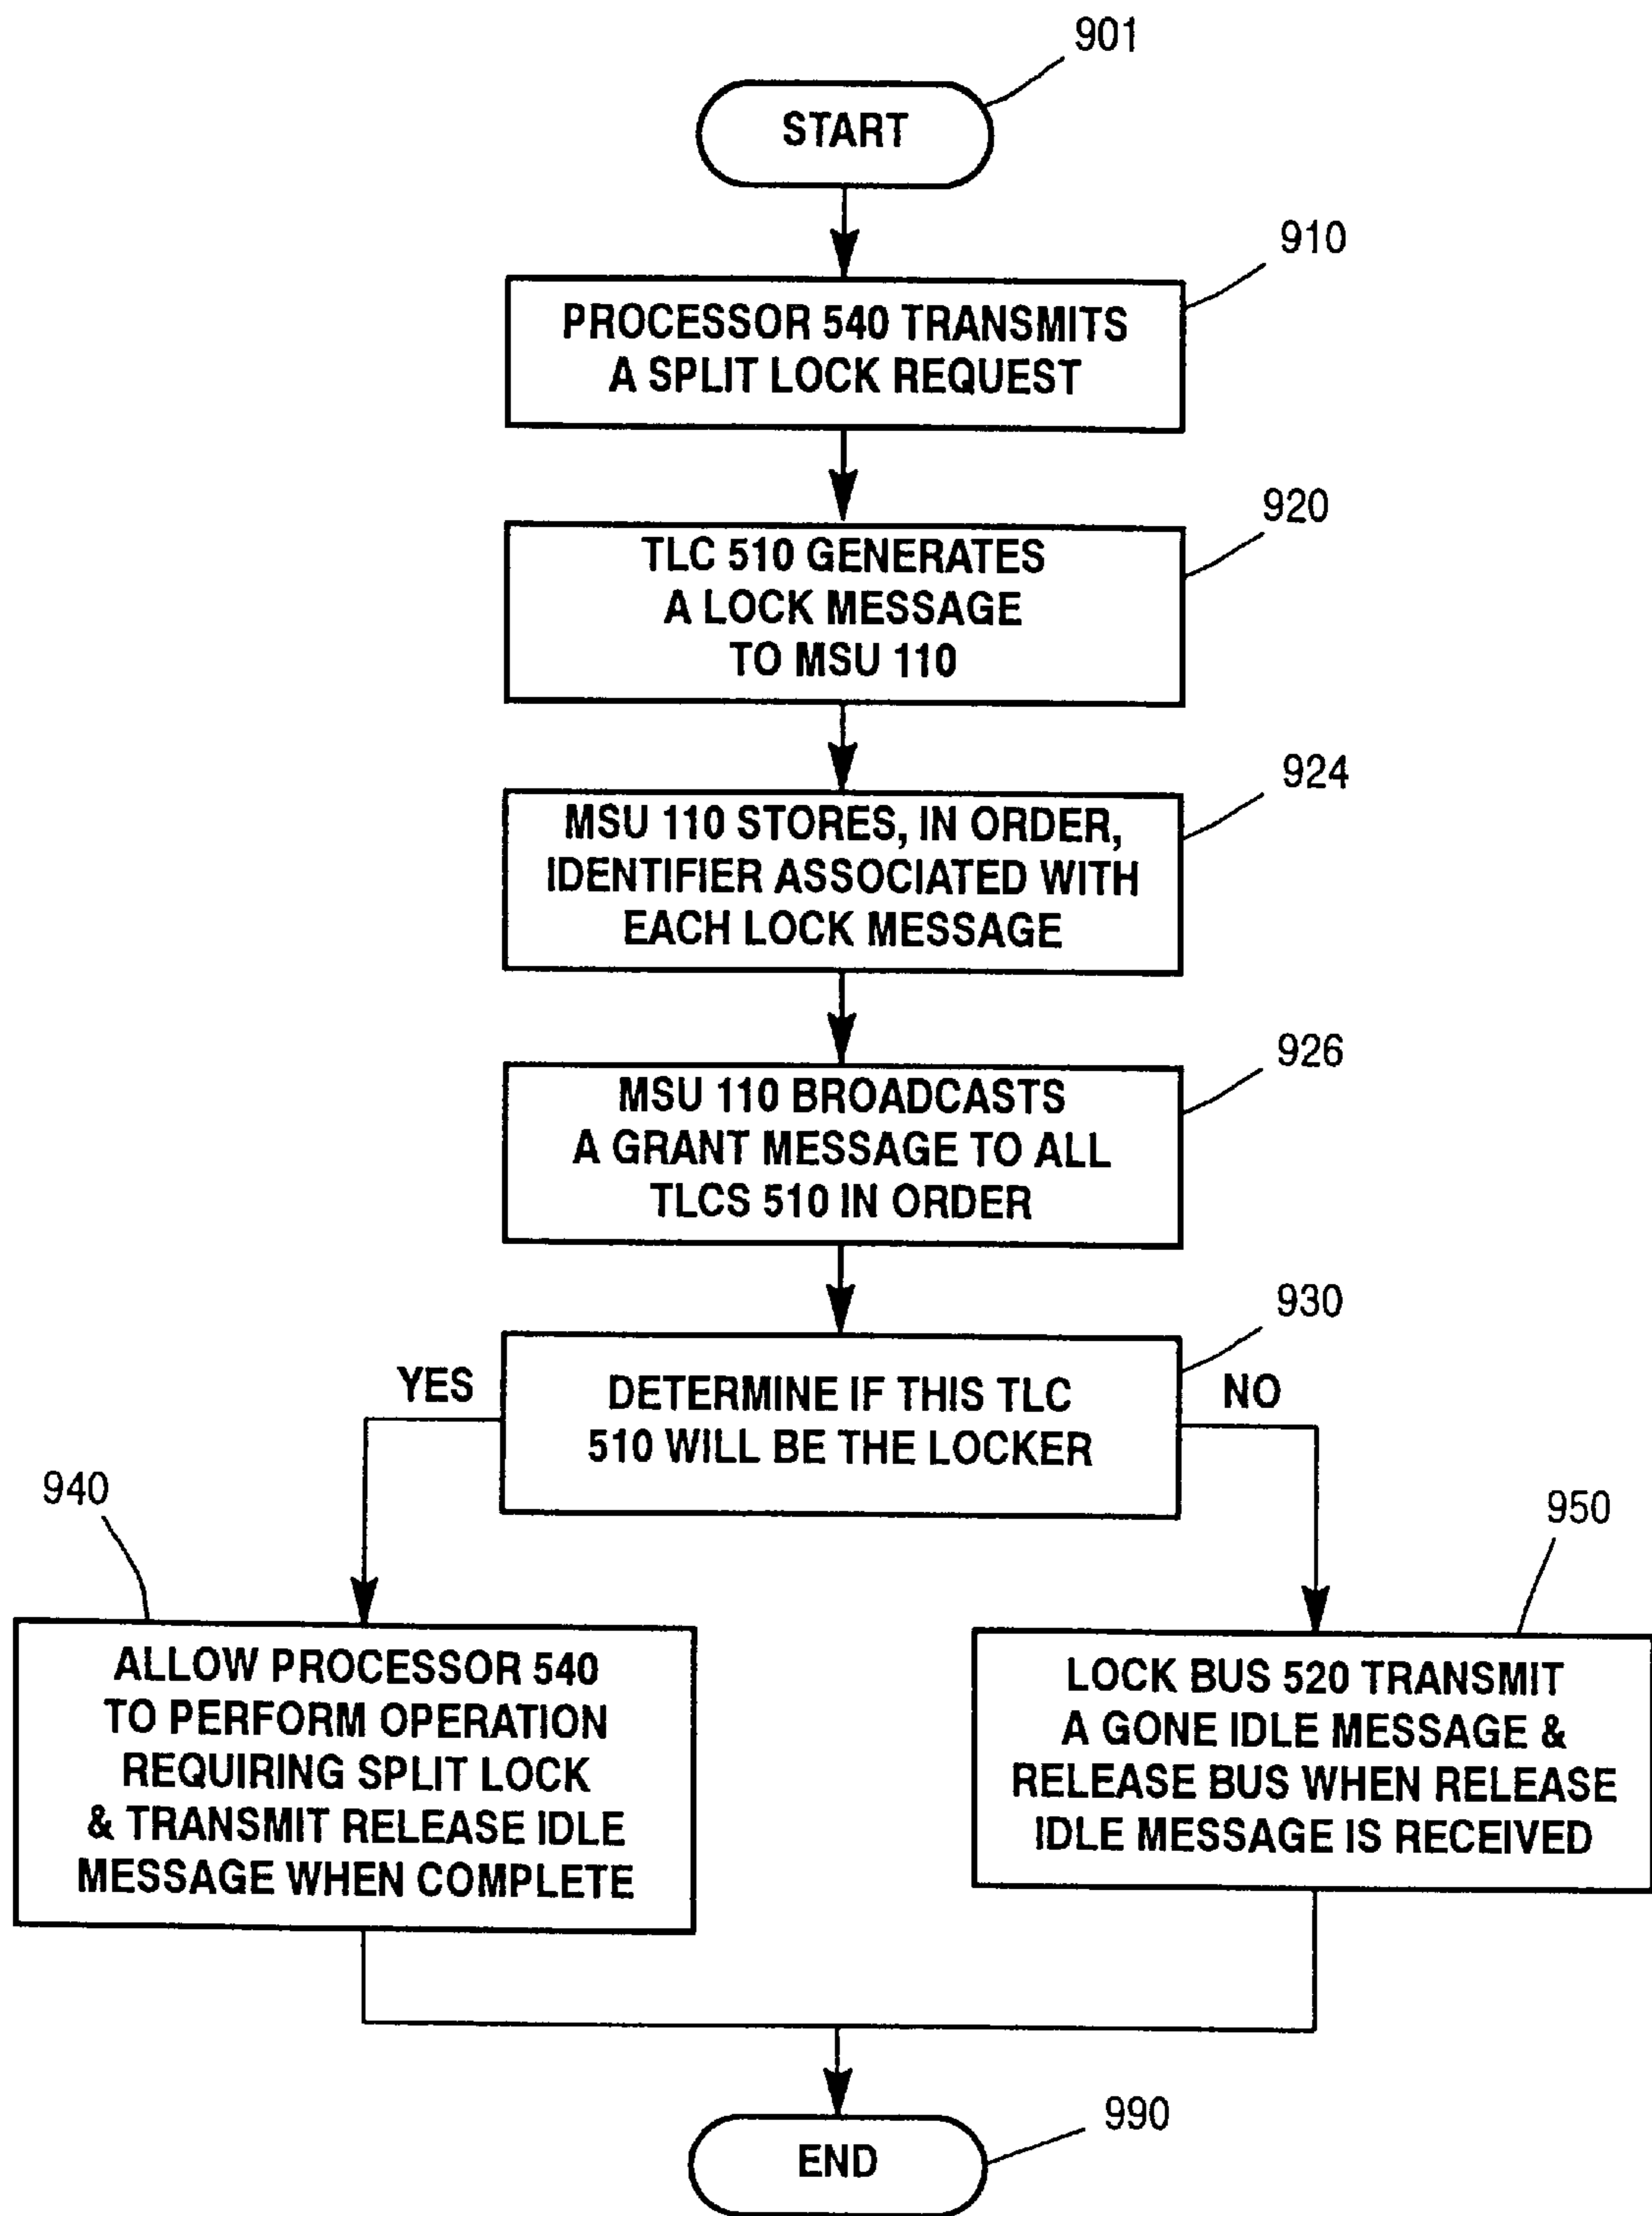 901
START
910
PROCESSOR 540 TRANSMITS
A SPLIT LOCK REQUEST
920
TLC 510 GENERATES
A LOCK MESSAGE
TO MSU 110
924
MSU 110 STORES, IN ORDER,
IDENTIFIER ASSOCIATED WITH
EACH LOCK MESSAGE
926
MSU 110 BROADCASTS
A GRANT MESSAGE TO ALL
TLCS 510 IN ORDER
930
YES
DETERMINE IF THIS TLC
510 WILL BE THE LOCKER
NO
940
ALLOW PROCESSOR 540
TO PERFORM OPERATION
REQUIRING SPLIT LOCK
& TRANSMIT RELEASE IDLE
MESSAGE WHEN COMPLETE
950
LOCK BUS 520 TRANSMIT
A GONE IDLE MESSAGE &
RELEASE BUS WHEN RELEASE
IDLE MESSAGE IS RECEIVED
990
END